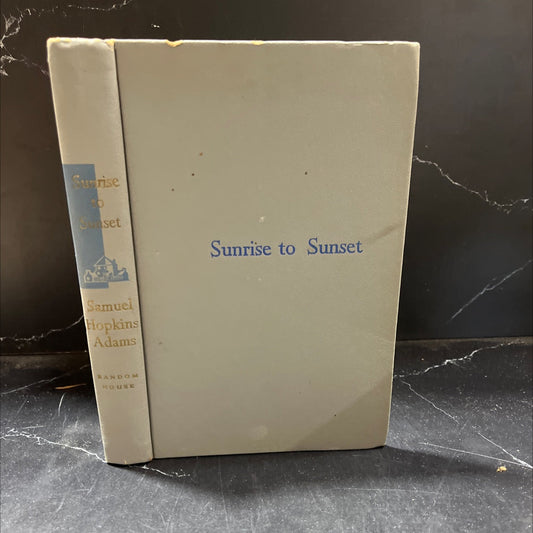 Sunrise
to
Sunset
Samuel
Hopkins
Adams
RANDOM
HOUSE
Sunrise to Sunset